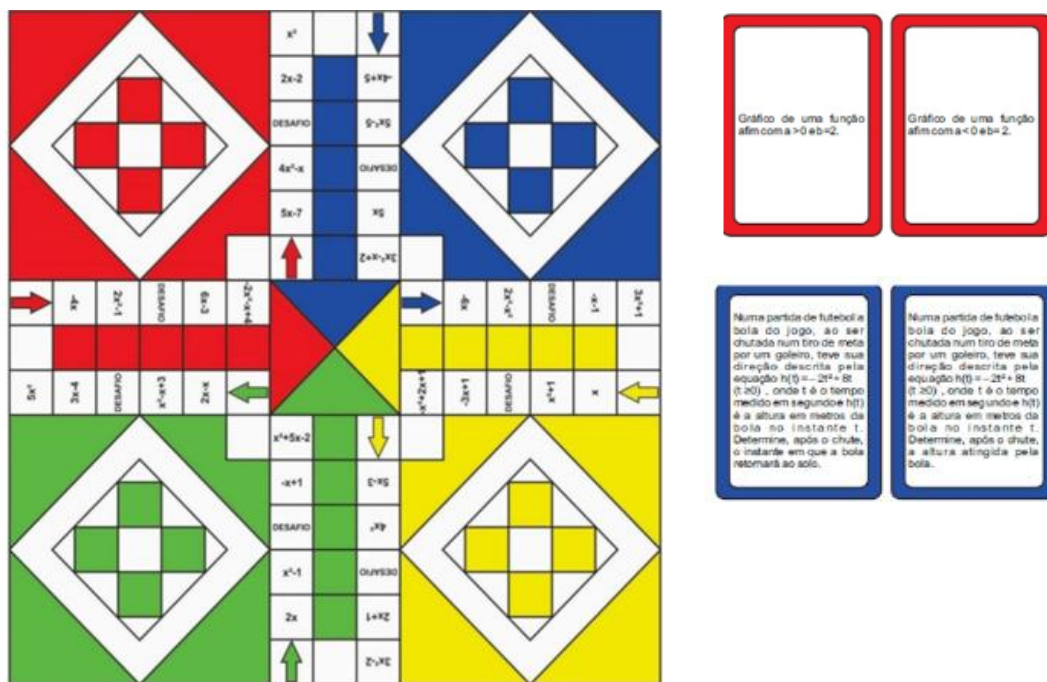 x²
2x-2
-4x+5
DESAFIO
5x²-5
4x²-x
DESAFIO
5x-7
5x
3x²-x+2
-4x
2x²-1
DESAFIO
6x-3
-2x²-x+4
-6x
2x²-x²
DESAFIO
-x-1
3x²+1
5x²
3x-4
DESAFIO
x²-x+3
2x-x
-x²+2x+1
-3x+1
DESAFIO
x²+1
x
x²+5x-2
-x+1
5x-3
DESAFIO
4x²
x²-1
DESAFIO
2x
2x+1
3x²-2
Gráfico de uma função
afim com a >0 e b=2.
Gráfico de uma função
afim com a < 0 e b= 2.
Numa partida de futebol a
bola do jogo, ao ser
chutada num tiro de meta
por um goleiro, teve sua
direção descrita pela
equação h(t) = – 2t² + 8t
(t ≥0) , onde t é o tempo
medido em segundo e h(t)
é a altura em metros da
bola no instante t.
Determine, após o chute,
o instante em que a bola
retornará ao solo.
Numa partida de futebol a
bola do jogo, ao ser
chutada num tiro de meta
por um goleiro, teve sua
direção descrita pela
equação h(t) = – 2t² + 8t
(t ≥0) , onde t é o tempo
medido em segundo e h(t)
é a altura em metros da
bola no instante t.
Determine, após o chute,
a altura atingida pela
bola.